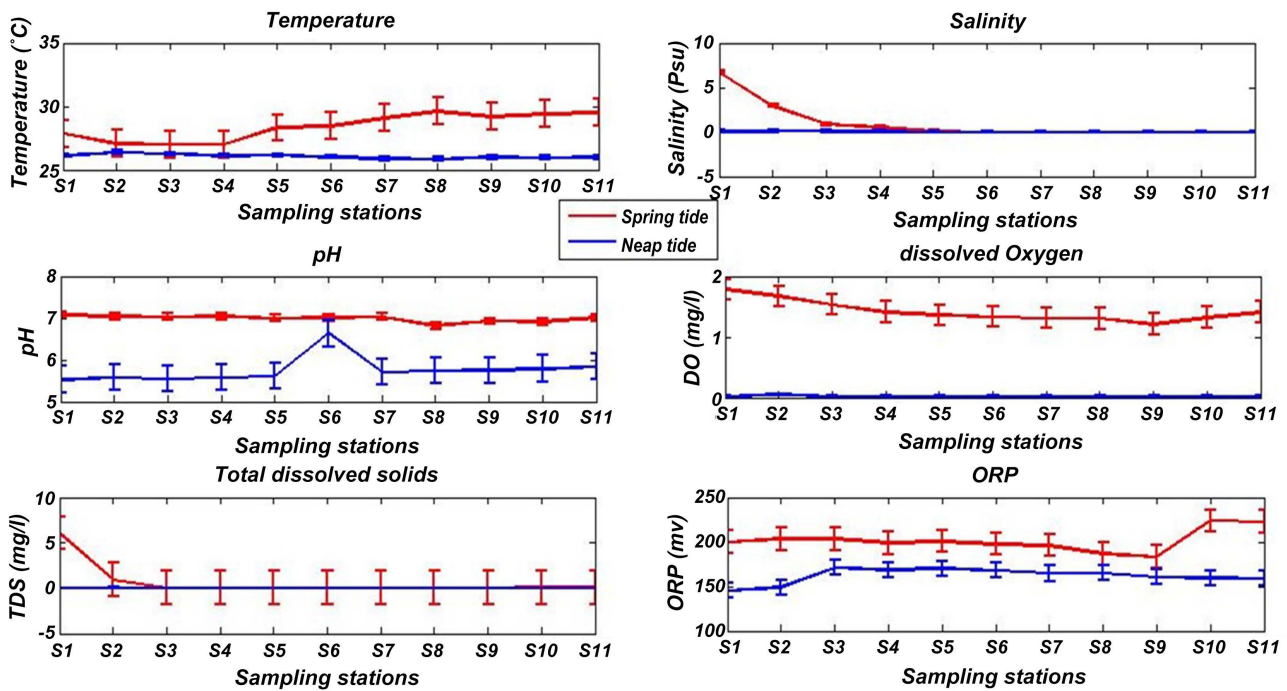 Temperature
Temperature (°C)
35
30
25
S1 S2 S3 S4 S5 S6 S7 S8 S9 S10 S11
Sampling stations
Salinity
Salinity (Psu)
10
5
0
-5
S1 S2 S3 S4 S5 S6 S7 S8 S9 S10 S11
Sampling stations
Spring tide
Neap tide
pH
pH
8
7
6
5
S1 S2 S3 S4 S5 S6 S7 S8 S9 S10 S11
Sampling stations
dissolved Oxygen
DO (mg/l)
2
1
0
S1 S2 S3 S4 S5 S6 S7 S8 S9 S10 S11
Sampling stations
Total dissolved solids
TDS (mg/l)
10
5
0
-5
S1 S2 S3 S4 S5 S6 S7 S8 S9 S10 S11
Sampling stations
ORP
ORP (mv)
250
200
150
100
S1 S2 S3 S4 S5 S6 S7 S8 S9 S10 S11
Sampling stations